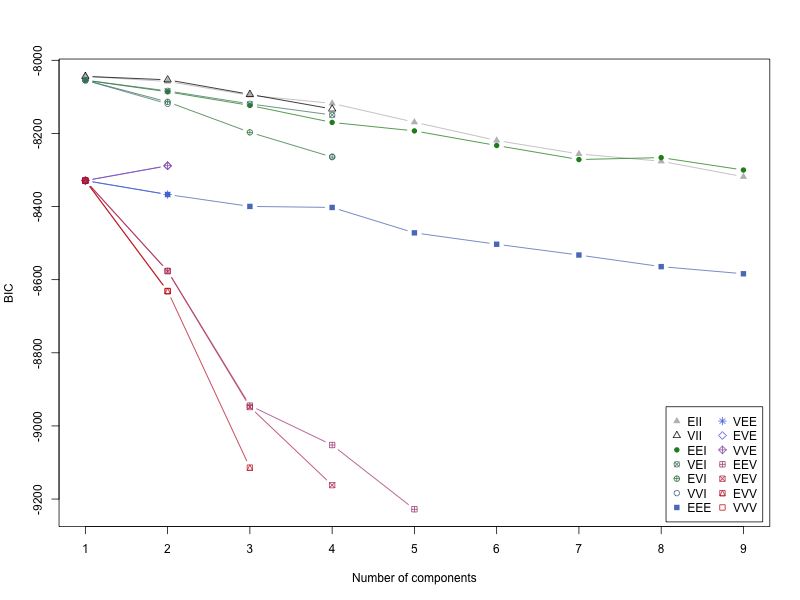 -8000
-8200
-8400
-8600
-8800
-9000
-9200
BIC
1 2 3 4 5 6 7 8 9
Number of components
EII VEE
VII EVE
EEI VVE
VEI EEV
EVI VEV
VVI EVV
EEE VVV